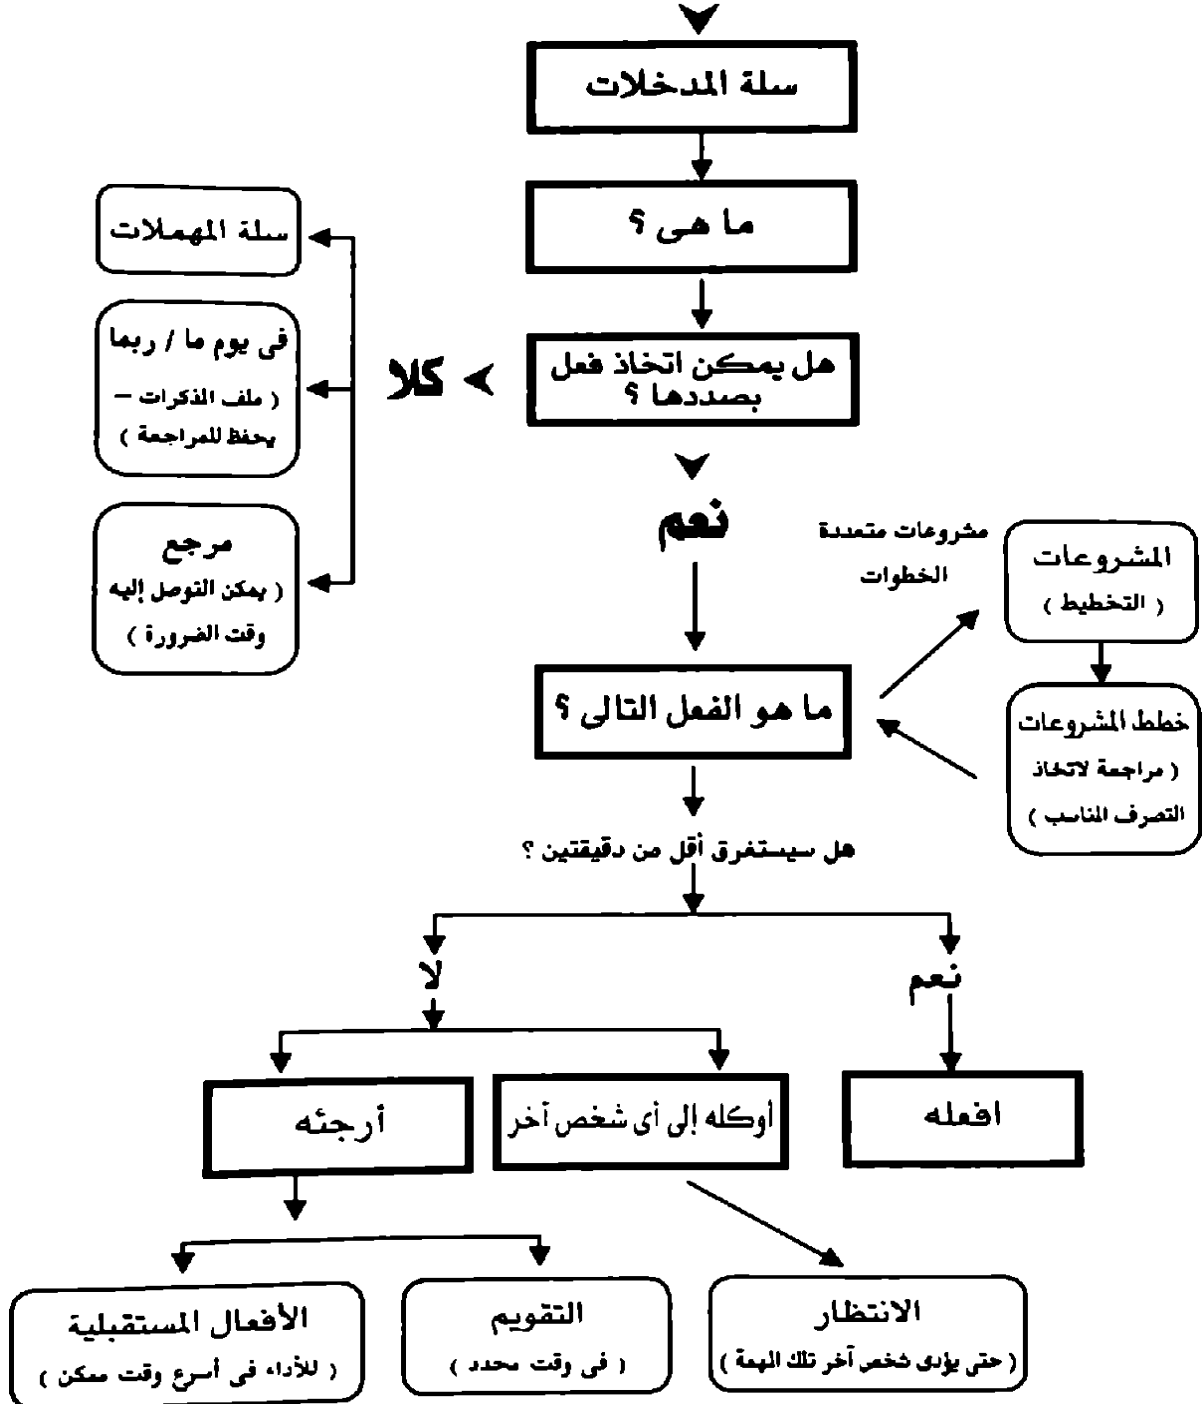 سلة المدخلات
ما هى ؟
هل يمكن اتخاذ فعل
بصددها ؟
كلا
سلة المهملات
فى يوم ما / ربما
( ملف المذكرات –
يحفظ للمراجعة )
مرجع
( يمكن التوصل إليه
وقت الضرورة )
نعم
مشروعات متعددة
الخطوات
المشروعات
( التخطيط )
خطط المشروعات
( مراجعة لاتخاذ
التصرف المناسب )
ما هو الفعل التالى ؟
هل سيستغرق أقل من دقيقتين ؟
نعم
لا
افعله
أوكله إلى أى شخص آخر
أرجئه
الانتظار
( حتى يؤدى شخص آخر تلك المهمة )
التقويم
( فى وقت محدد )
الأفعال المستقبلية
( للأداء فى أسرع وقت ممكن )